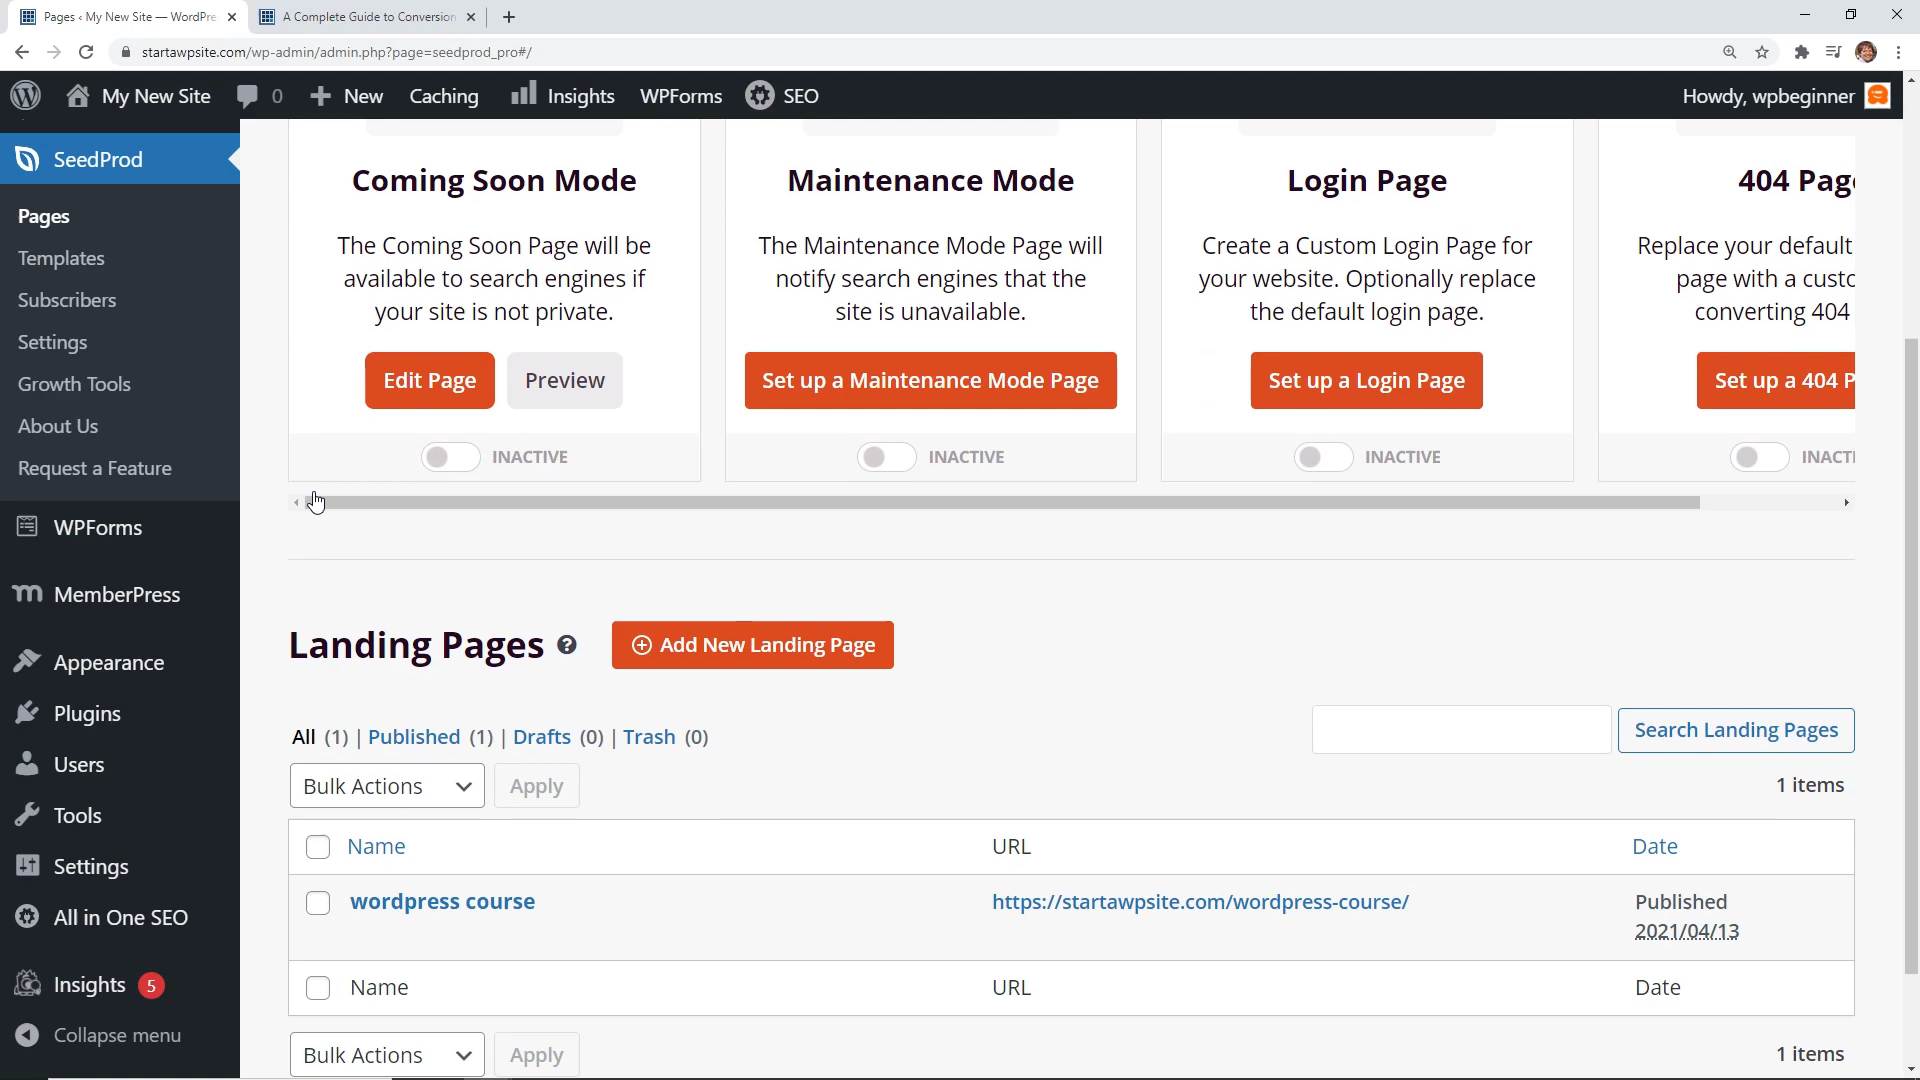 Pages ‹ My New Site — WordPre
A Complete Guide to Conversion
startawpsite.com/wp-admin/admin.php?page=seedprod_pro#/
My New Site
0
New
Caching
Insights
WPForms
SEO
Howdy, wpbeginner
SeedProd
Pages
Templates
Subscribers
Settings
Growth Tools
About Us
Request a Feature
WPForms
MemberPress
Appearance
Plugins
Users
Tools
Settings
All in One SEO
Insights 5
Collapse menu
Coming Soon Mode
The Coming Soon Page will be
available to search engines if
your site is not private.
Edit Page
Preview
INACTIVE
Maintenance Mode
The Maintenance Mode Page will
notify search engines that the
site is unavailable.
Set up a Maintenance Mode Page
INACTIVE
Login Page
Create a Custom Login Page for
your website. Optionally replace
the default login page.
Set up a Login Page
INACTIVE
404 Page
Replace your default
page with a custo
converting 404
Set up a 404 P
INACTI
Landing Pages ?
Add New Landing Page
All (1) | Published (1) | Drafts (0) | Trash (0)
Search Landing Pages
Bulk Actions
Apply
1 items
Name URL Date
wordpress course https://startawpsite.com/wordpress-course/ Published
2021/04/13
Name URL Date
Bulk Actions
Apply
1 items